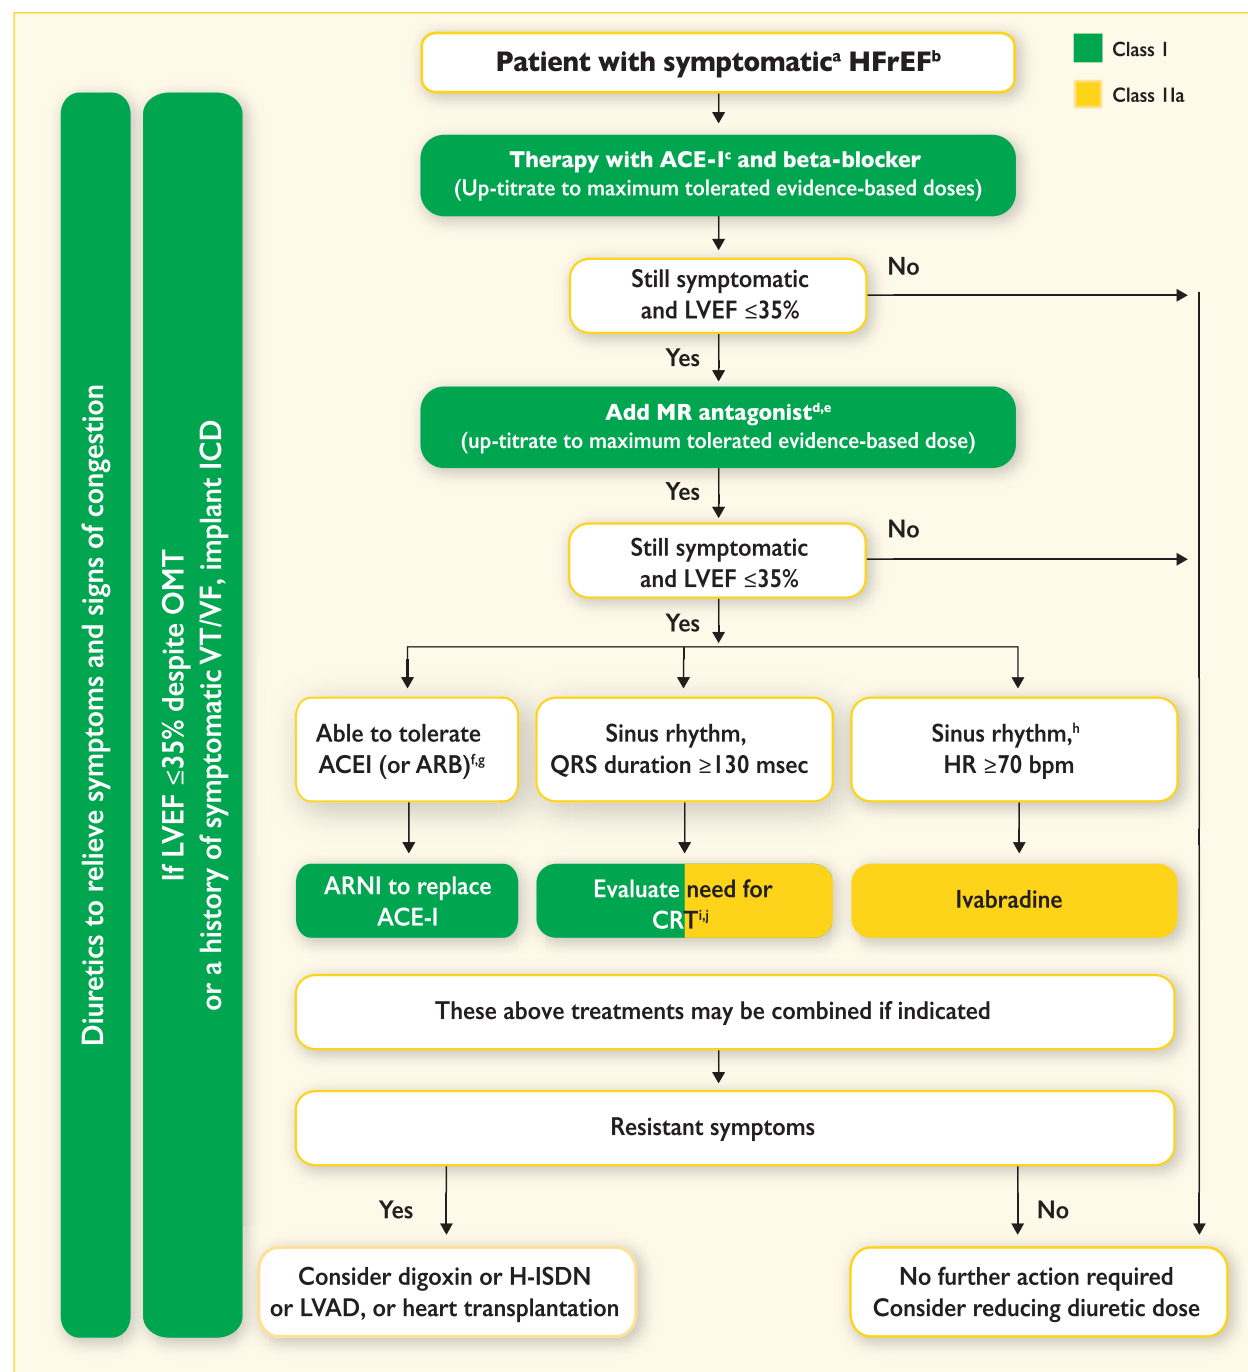 Patient with symptomaticᵃ HFrEFᵇ
Class I
Class IIa
Therapy with ACE-Iᶜ and beta-blocker
(Up-titrate to maximum tolerated evidence-based doses)
Still symptomatic
and LVEF ≤35%
No
Yes
Add MR antagonistᵈ,ᵉ
(up-titrate to maximum tolerated evidence-based dose)
Yes
Still symptomatic
and LVEF ≤35%
No
Yes
Able to tolerate
ACEI (or ARB)ᶠ,ᵍ
Sinus rhythm,
QRS duration ≥130 msec
Sinus rhythm,ʰ
HR ≥70 bpm
ARNI to replace
ACE-I
Evaluate need for
CRTⁱ,ʲ
Ivabradine
These above treatments may be combined if indicated
Resistant symptoms
Yes
No
Consider digoxin or H-ISDN
or LVAD, or heart transplantation
No further action required
Consider reducing diuretic dose
Diuretics to relieve symptoms and signs of congestion
If LVEF ≤35% despite OMT
or a history of symptomatic VT/VF, implant ICD